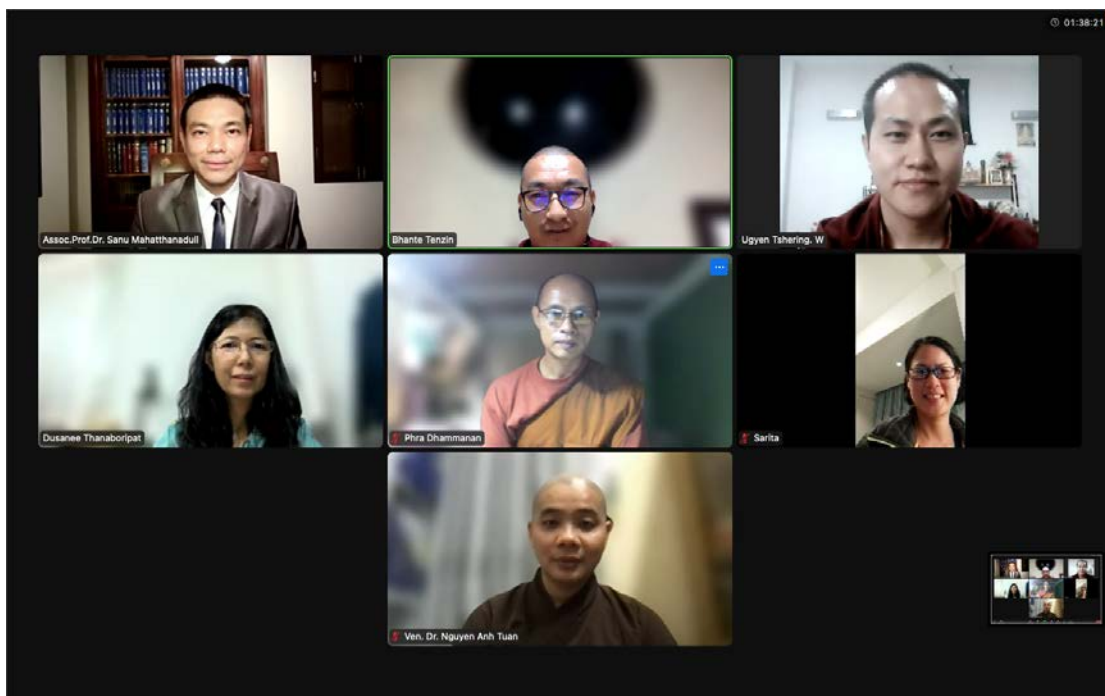 01:38:21
Assoc.Prof.Dr. Sanu Mahatthanadull
Bhante Tenzin
Ugyen Tshering. W
Dusanee Thanaboripat
Phra Dhammanan
Sarita
Ven. Dr. Nguyen Anh Tuan